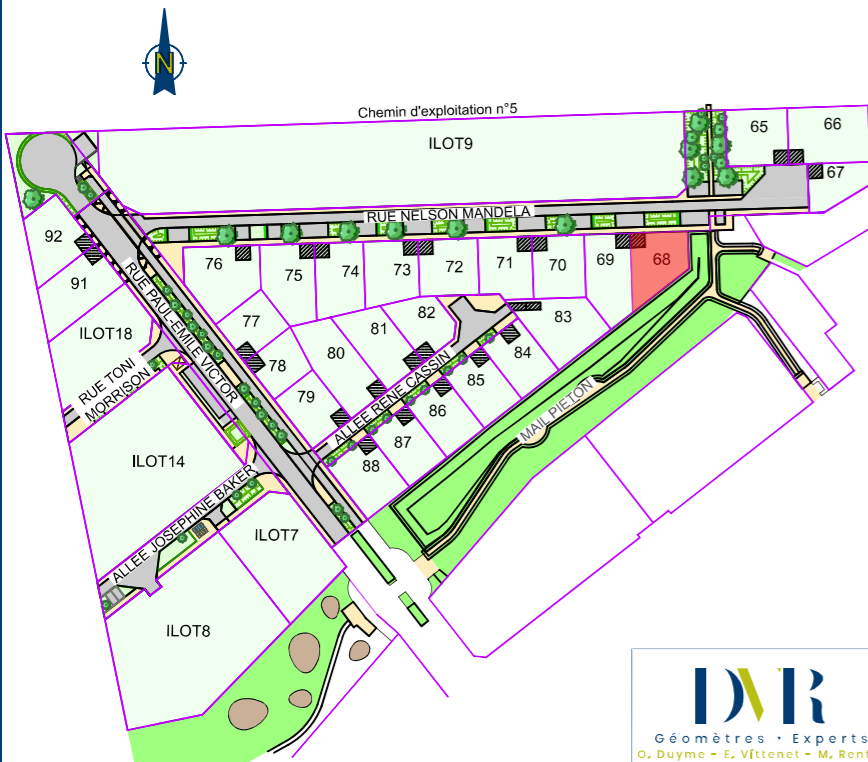 N
Chemin d'exploitation n°5
ILOT9
65
66
67
RUE NELSON MANDELA
92
91
76
75
74
73
72
71
70
69
68
RUE PAUL-EMILE VICTOR
ILOT18
77
78
79
80
81
82
83
84
85
86
87
88
RUE TONI
MORRISON
ALLEE RENE CASSIN
MAIL PIETON
ILOT14
ALLEE JOSEPHINE BAKER
ILOT7
ILOT8
DVR
Géomètres • Experts
O. Duyme - E. Vittenet - M. Renf